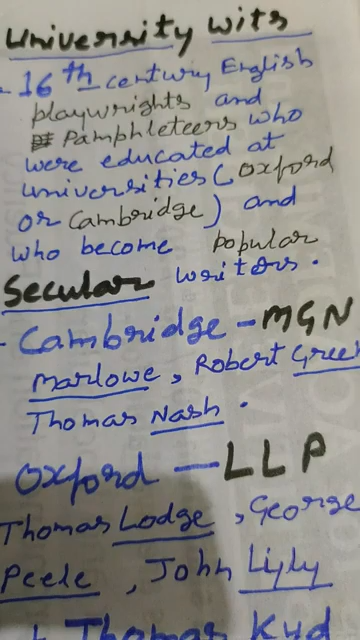 University wits
- 16th century English
playwrights and
Pamphleteers who
were educated at
universities (Oxford
or Cambridge) and
who become popular
Secular writers.
- Cambridge - MGN
Marlowe, Robert Gree
Thomas Nash.
Oxford - LLP
Thomas Lodge, George
Peele, John Lyly
+ Thomas Kyd